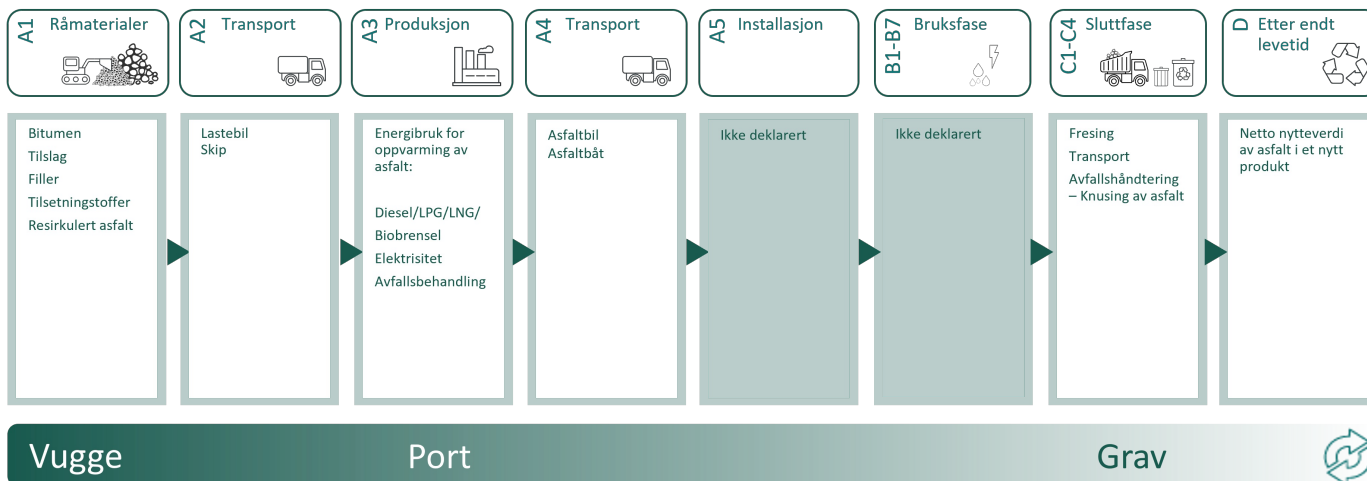 A1 Råmaterialer
A2 Transport
A3 Produksjon
A4 Transport
A5 Installasjon
B1-B7 Bruksfase
C1-C4 Sluttfase
D Etter endt
levetid
Bitumen
Tilslag
Filler
Tilsetningstoffer
Resirkulert asfalt
Lastebil
Skip
Energibruk for
oppvarming av
asfalt:
Diesel/LPG/LNG/
Biobrensel
Elektrisitet
Avfallsbehandling
Asfaltbil
Asfaltbåt
Ikke deklarert
Ikke deklarert
Fresing
Transport
Avfallshåndtering
– Knusing av asfalt
Netto nytteverdi
av asfalt i et nytt
produkt
Vugge
Port
Grav